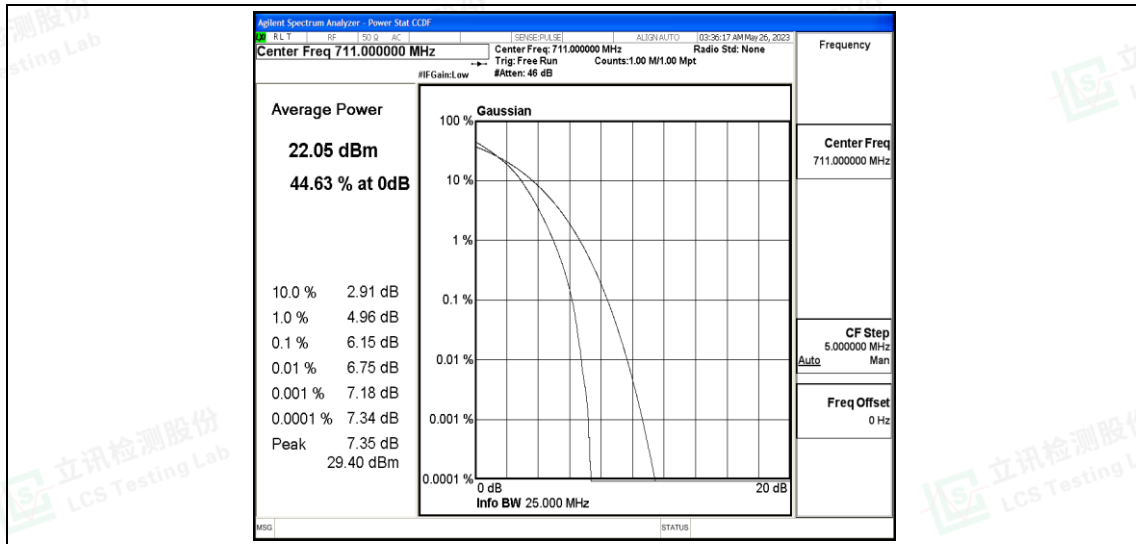 Agilent Spectrum Analyzer - Power Stat CCDF
RLT RF 50 Ω AC SENSE:PULSE ALIGN AUTO 03:36:17 AM May 26, 2023
Center Freq 711.000000 MHz
Center Freq: 711.000000 MHz Radio Std: None
Trig: Free Run Counts:1.00 M/1.00 Mpt
#IFGain:Low #Atten: 46 dB
Frequency
Average Power
22.05 dBm
44.63 % at 0dB
10.0 % 2.91 dB
1.0 % 4.96 dB
0.1 % 6.15 dB
0.01 % 6.75 dB
0.001 % 7.18 dB
0.0001 % 7.34 dB
Peak 7.35 dB
29.40 dBm
Gaussian
100 %
10 %
1 %
0.1 %
0.01 %
0.001 %
0.0001 %
0 dB 20 dB
Info BW 25.000 MHz
Center Freq
711.000000 MHz
CF Step
5.000000 MHz
Auto Man
Freq Offset
0 Hz
MSG STATUS
立讯检测股份
LCS Testing Lab
立讯检测股份
LCS Testing L